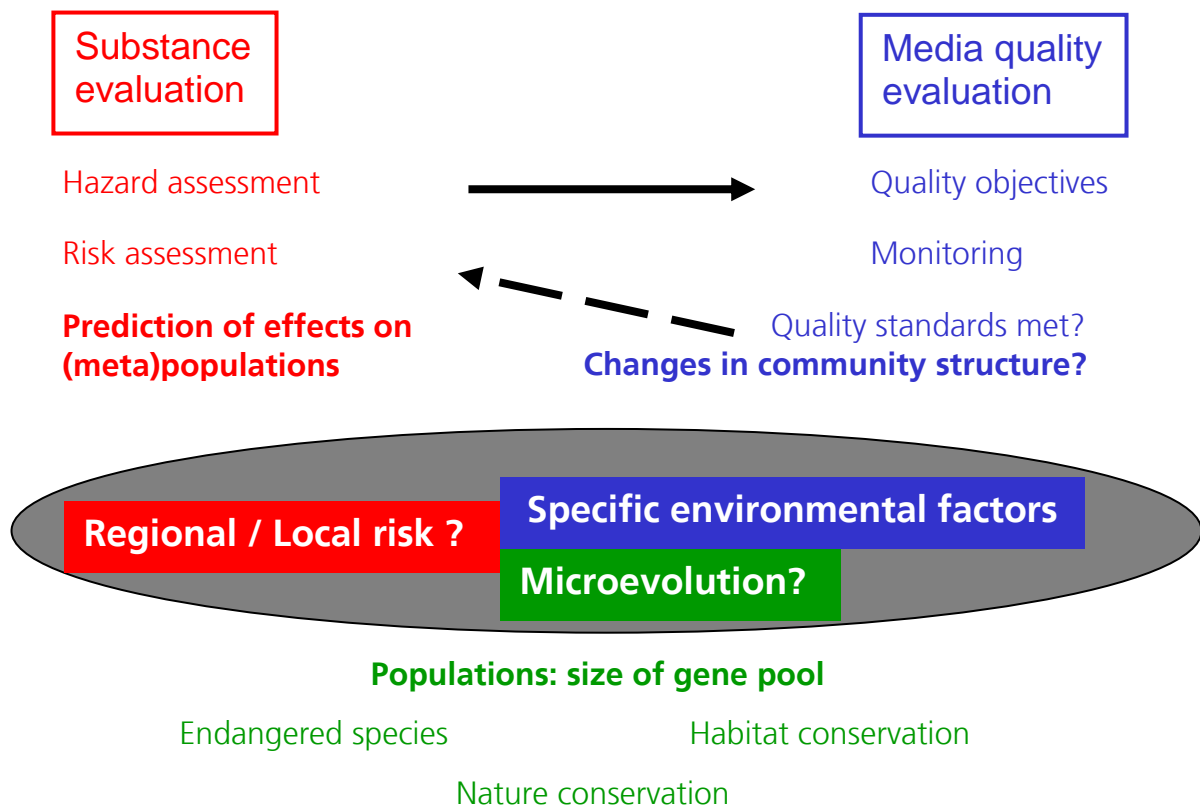 Substance
evaluation
Media quality
evaluation
Hazard assessment
Quality objectives
Risk assessment
Monitoring
Prediction of effects on
(meta)populations
Quality standards met?
Changes in community structure?
Regional / Local risk ?
Specific environmental factors
Microevolution?
Populations: size of gene pool
Endangered species
Habitat conservation
Nature conservation